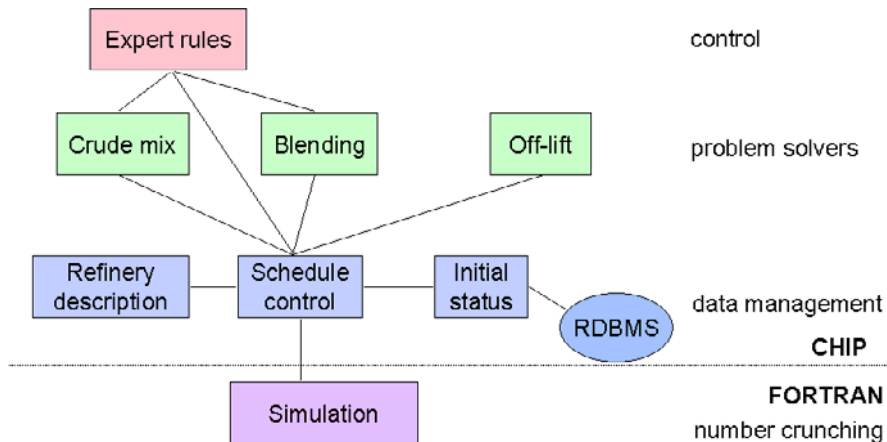 Expert rules
control
Crude mix
Blending
Off-lift
problem solvers
Refinery
description
Schedule
control
Initial
status
RDBMS
data management
CHIP
Simulation
FORTRAN
number crunching